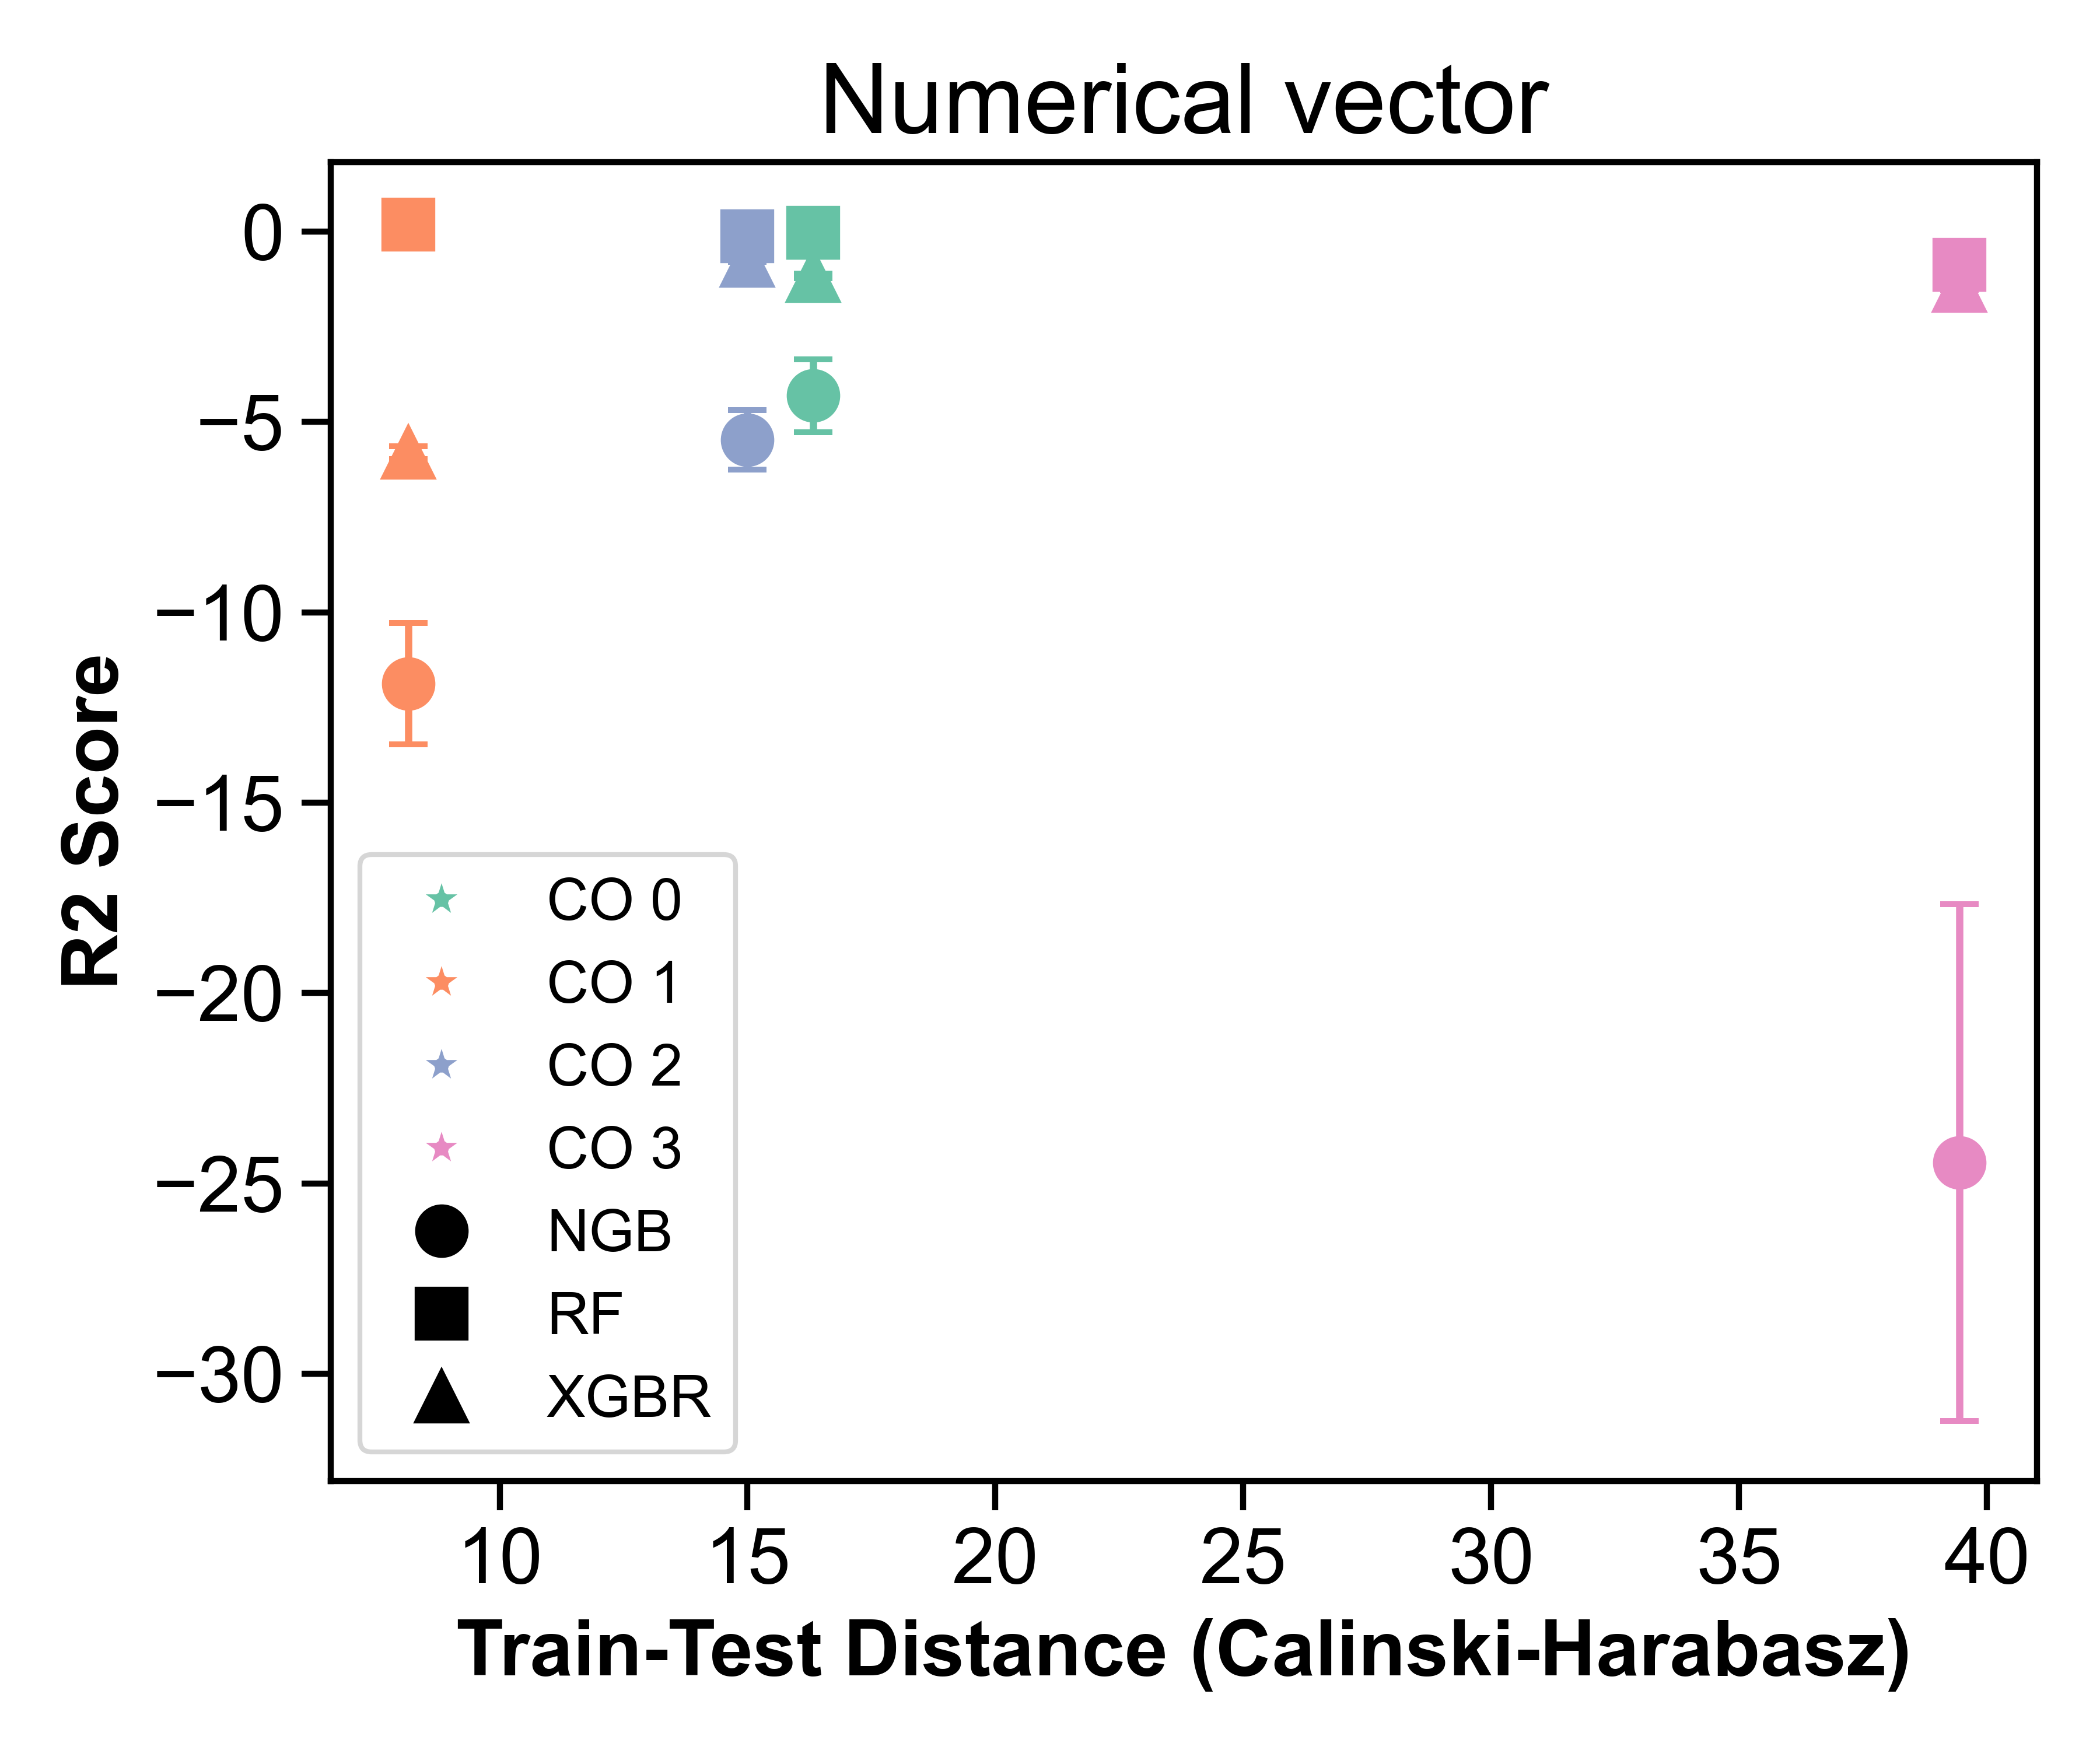 Numerical vector
R2 Score
0
−5
−10
−15
−20
−25
−30
CO 0
CO 1
CO 2
CO 3
NGB
RF
XGBR
10 15 20 25 30 35 40
Train-Test Distance (Calinski-Harabasz)